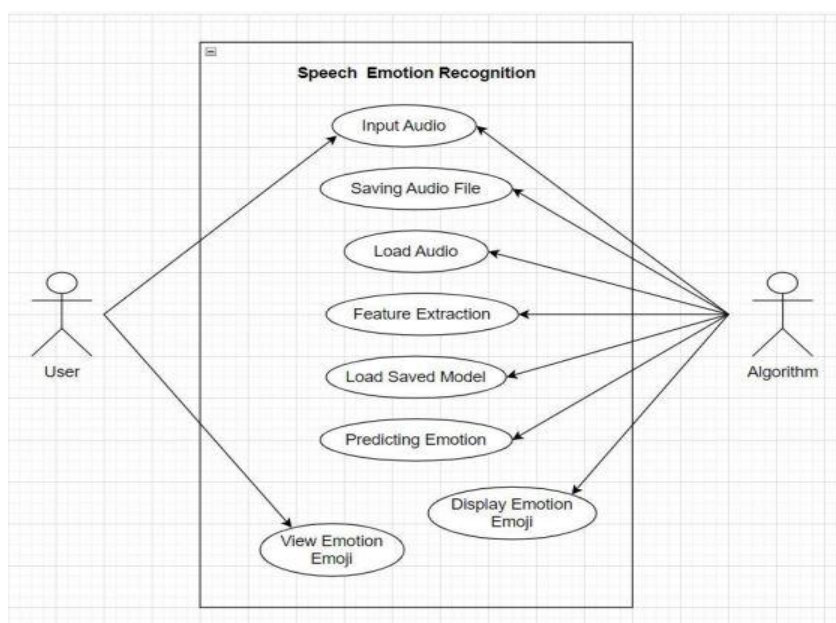 Speech Emotion Recognition
Input Audio
Saving Audio File
Load Audio
Feature Extraction
User
Load Saved Model
Algorithm
Predicting Emotion
Display Emotion
Emoji
View Emotion
Emoji